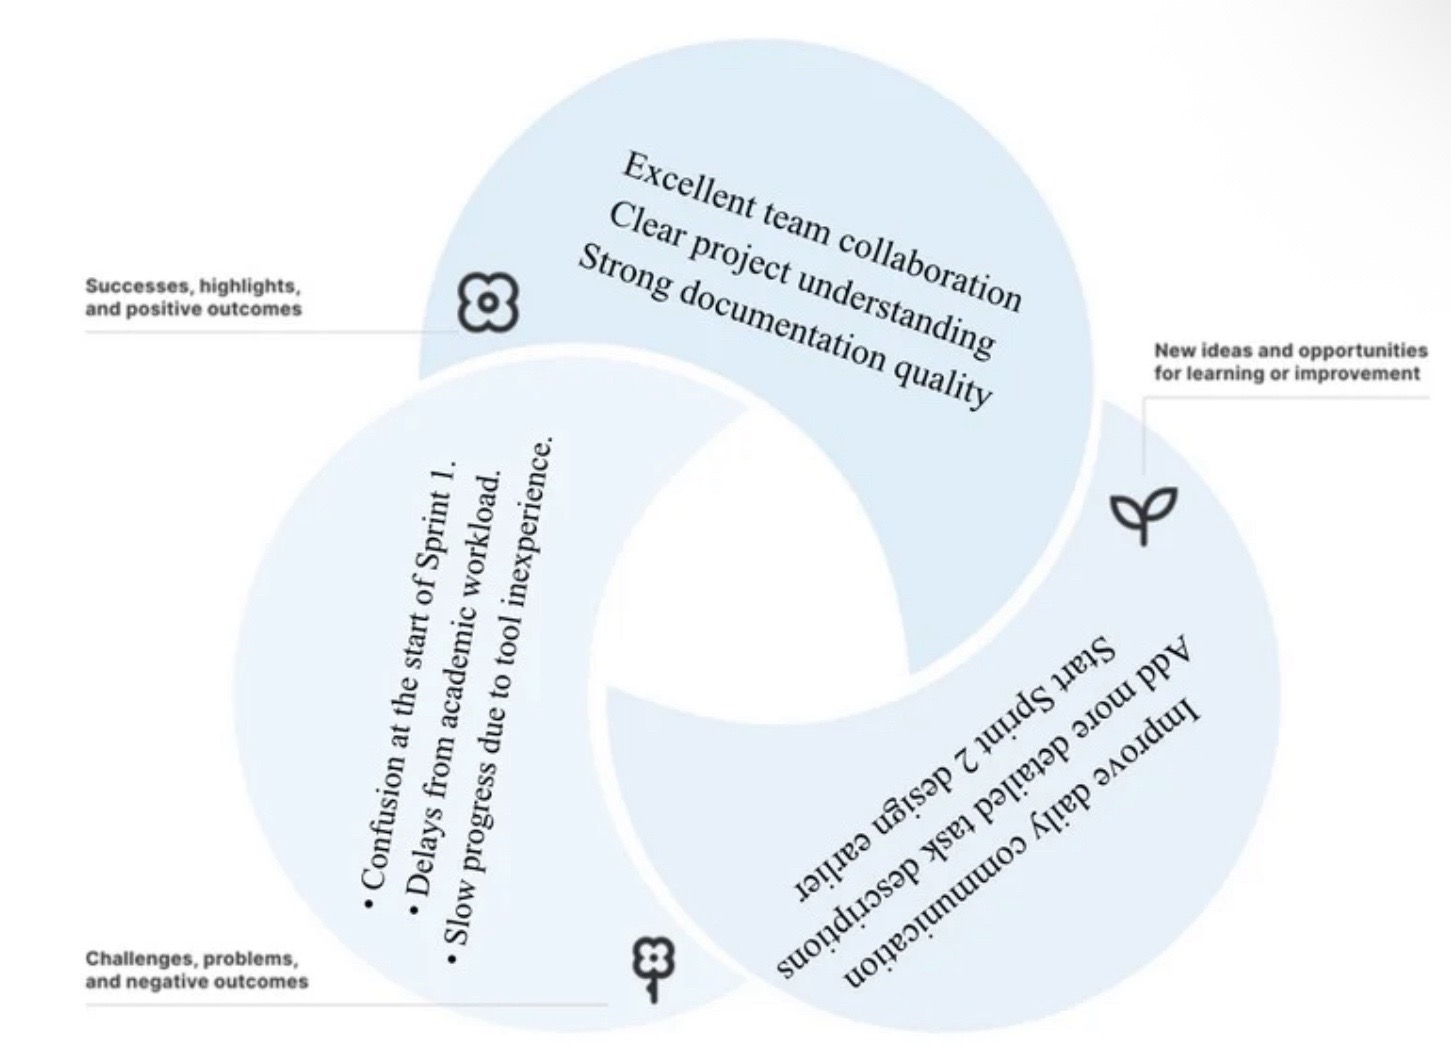 Excellent team collaboration
Clear project understanding
Strong documentation quality
Successes, highlights,
and positive outcomes
New ideas and opportunities
for learning or improvement
• Confusion at the start of Sprint 1.
• Delays from academic workload.
• Slow progress due to tool inexperience.
Improve daily communication
Add more detailed task descriptions
Start Sprint 2 design earlier
Challenges, problems,
and negative outcomes